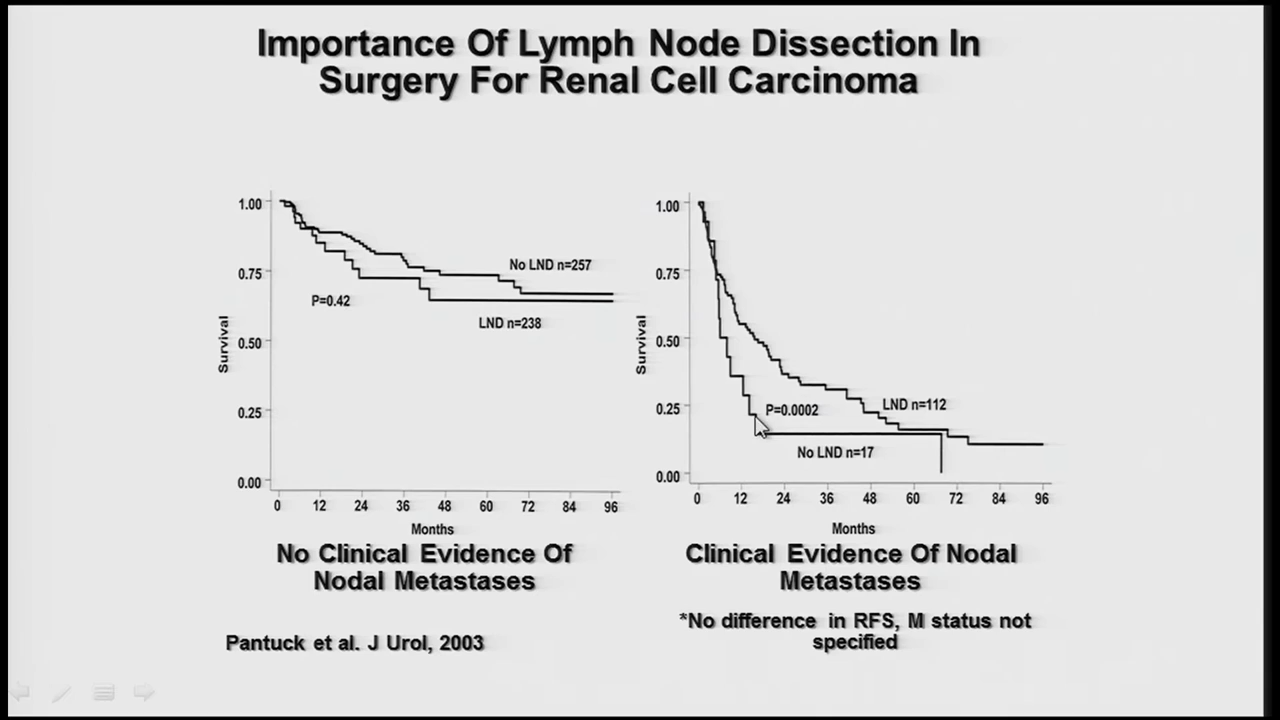 Importance Of Lymph Node Dissection In
Surgery For Renal Cell Carcinoma
1.00
0.75
0.50
0.25
0.00
Survival
No LND n=257
P=0.42
LND n=238
0 12 24 36 48 60 72 84 96
Months
No Clinical Evidence Of
Nodal Metastases
1.00
0.75
0.50
0.25
0.00
Survival
LND n=112
P=0.0002
No LND n=17
0 12 24 36 48 60 72 84 96
Months
Clinical Evidence Of Nodal
Metastases
*No difference in RFS, M status not
specified
Pantuck et al. J Urol, 2003